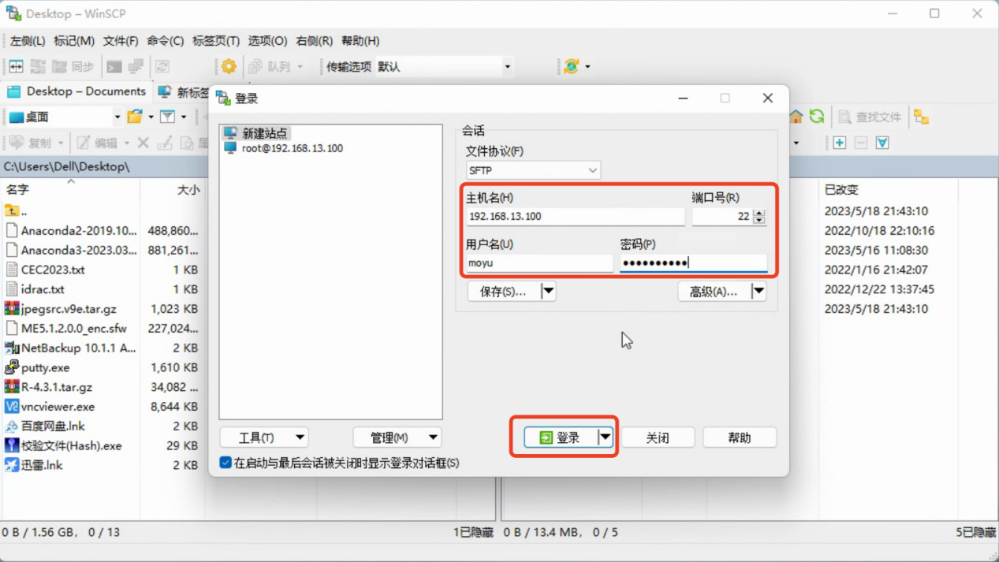 Desktop – WinSCP
左侧(L) 标记(M) 文件(F) 命令(C) 标签页(T) 选项(O) 右侧(R) 帮助(H)
同步 队列 传输选项 默认
Desktop – Documents 新标签
桌面 查找文件
复制 编辑 属
C:\Users\Dell\Desktop\
名字 大小 已改变
..
2023/5/18 21:43:10
Anaconda2-2019.10... 488,860...
2022/10/18 22:10:16
Anaconda3-2023.03... 881,261...
2023/5/16 11:08:30
CEC2023.txt 1 KB
2022/1/16 21:42:07
idrac.txt 1 KB
2022/12/22 13:37:45
jpegsrc.v9e.tar.gz 1,023 KB
2023/5/18 21:43:10
ME5.1.2.0.0_enc.sfw 227,024...
NetBackup 10.1.1 A... 2 KB
putty.exe 1,610 KB
R-4.3.1.tar.gz 34,082 ...
vncviewer.exe 8,644 KB
百度网盘.lnk 2 KB
校验文件(Hash).exe 29 KB
迅雷.lnk 2 KB
登录
新建站点
root@192.168.13.100
会话
文件协议(F)
SFTP
主机名(H) 端口号(R)
192.168.13.100 22
用户名(U) 密码(P)
moyu ●●●●●●●●●●
保存(S)... 高级(A)...
工具(T) 管理(M) 登录 关闭 帮助
在启动与最后会话被关闭时显示登录对话框(S)
0 B / 1.56 GB, 0 / 13 1已隐藏 0 B / 13.4 MB, 0 / 5 5已隐藏